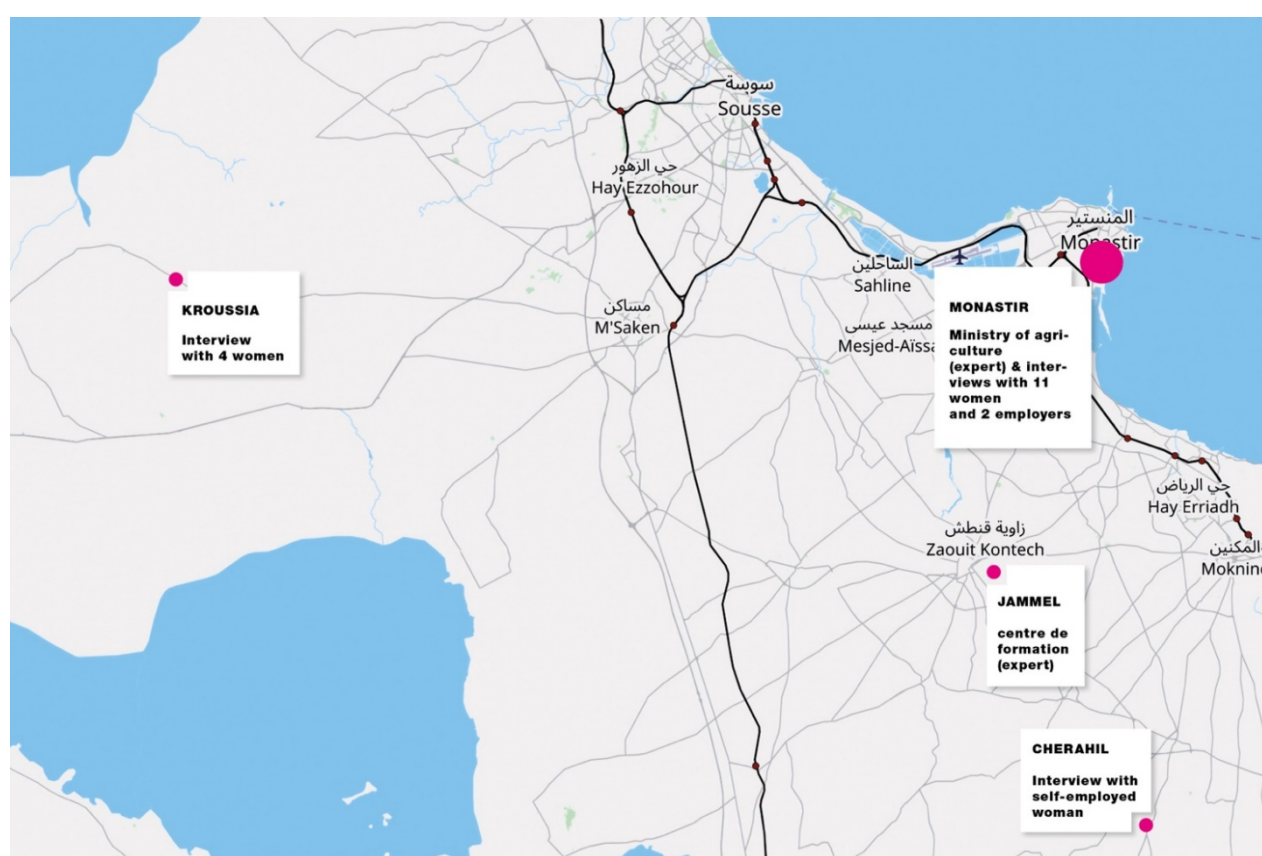 سوسة
Sousse
حي الزهور
Hay Ezzohour
المنستير
Monastir
الساحلين
Sahline
KROUSSIA
Interview
with 4 women
مساكن
M'Saken
مسجد عيسى
Mesjed-Aïssa
MONASTIR
Ministry of agri-
culture
(expert) & inter-
views with 11
women
and 2 employers
حي الرياض
Hay Erriadh
زاوية قنطش
Zaouit Kontech
المكنين
Moknine
JAMMEL
centre de
formation
(expert)
CHERAHIL
Interview with
self-employed
woman